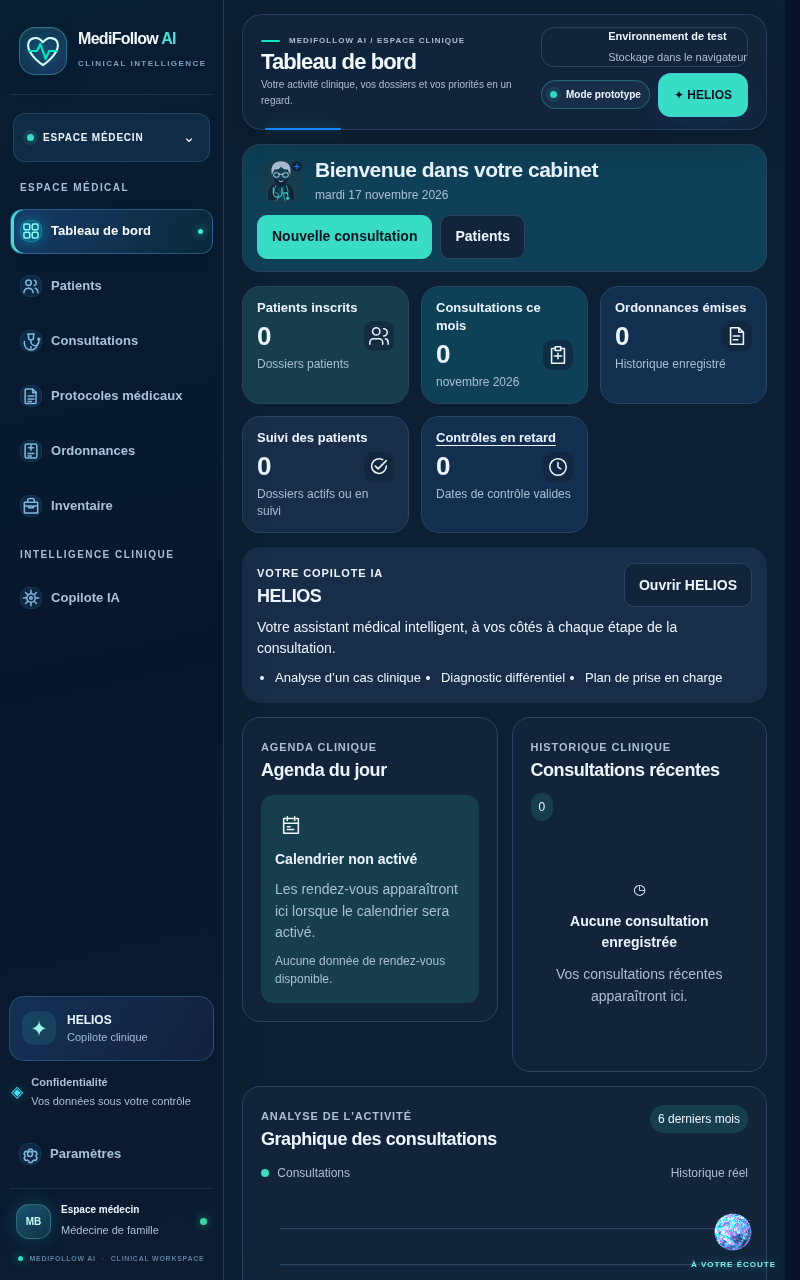 MediFollow AI
CLINICAL INTELLIGENCE
ESPACE MÉDECIN
ESPACE MÉDICAL
Tableau de bord
Patients
Consultations
Protocoles médicaux
Ordonnances
Inventaire
INTELLIGENCE CLINIQUE
Copilote IA
HELIOS
Copilote clinique
Confidentialité
Vos données sous votre contrôle
Paramètres
MB
Espace médecin
Médecine de famille
MEDIFOLLOW AI · CLINICAL WORKSPACE
MEDIFOLLOW AI / ESPACE CLINIQUE
Tableau de bord
Votre activité clinique, vos dossiers et vos priorités en un
regard.
Environnement de test
Stockage dans le navigateur
Mode prototype
✦ HELIOS
Bienvenue dans votre cabinet
mardi 17 novembre 2026
Nouvelle consultation
Patients
Patients inscrits
0
Dossiers patients
Consultations ce
mois
0
novembre 2026
Ordonnances émises
0
Historique enregistré
Suivi des patients
0
Dossiers actifs ou en
suivi
Contrôles en retard
0
Dates de contrôle valides
VOTRE COPILOTE IA
HELIOS
Ouvrir HELIOS
Votre assistant médical intelligent, à vos côtés à chaque étape de la
consultation.
• Analyse d'un cas clinique • Diagnostic différentiel • Plan de prise en charge
AGENDA CLINIQUE
Agenda du jour
Calendrier non activé
Les rendez-vous apparaîtront
ici lorsque le calendrier sera
activé.
Aucune donnée de rendez-vous
disponible.
HISTORIQUE CLINIQUE
Consultations récentes
0
Aucune consultation
enregistrée
Vos consultations récentes
apparaîtront ici.
ANALYSE DE L'ACTIVITÉ
Graphique des consultations
6 derniers mois
Consultations
Historique réel
À VOTRE ÉCOUTE